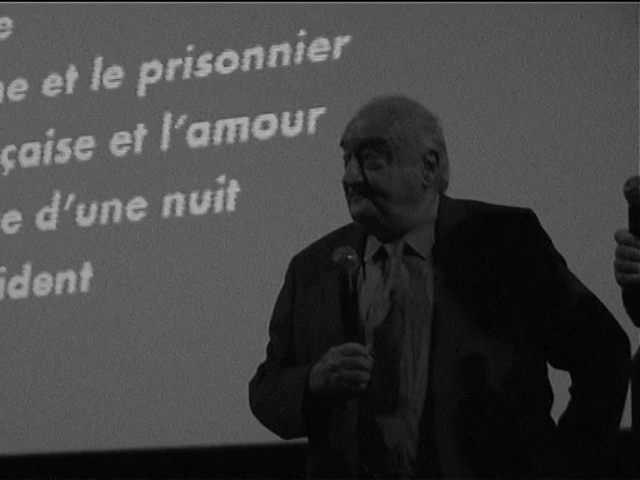 e
ne et le prisonnier
çaise et l'amour
e d'une nuit
ident